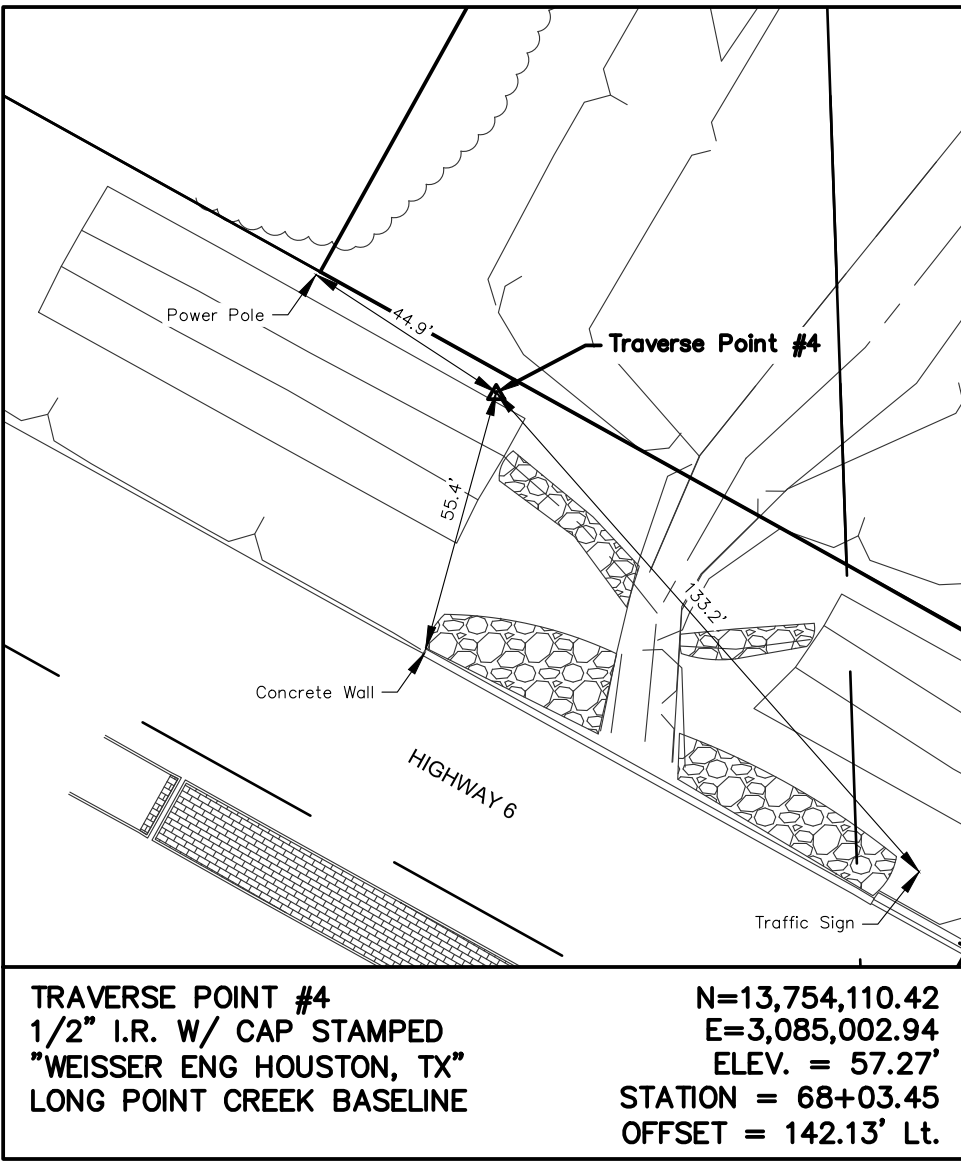 Power Pole
44.9'
Traverse Point #4
55.4'
133.2'
Concrete Wall
HIGHWAY 6
Traffic Sign
TRAVERSE POINT #4
1/2" I.R. W/ CAP STAMPED
"WEISSER ENG HOUSTON, TX"
LONG POINT CREEK BASELINE
N=13,754,110.42
E=3,085,002.94
ELEV. = 57.27'
STATION = 68+03.45
OFFSET = 142.13' Lt.